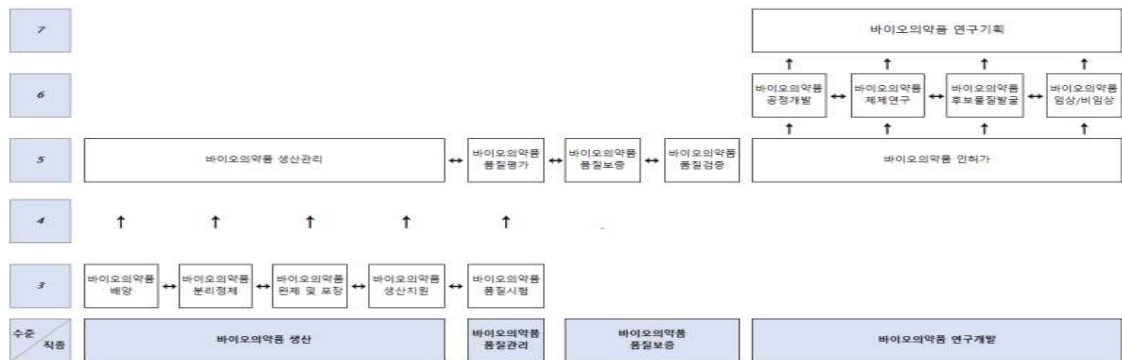 7
바이오의약품 연구기획
↑ ↑ ↑ ↑
6
바이오의약품
공정개발
↔
바이오의약품
제제연구
↔
바이오의약품
후보물질발굴
↔
바이오의약품
임상/비임상
↑ ↑ ↑ ↑
5
바이오의약품 생산관리
↔
바이오의약품
품질평가
↔
바이오의약품
품질보증
↔
바이오의약품
품질검증
바이오의약품 인허가
4
↑ ↑ ↑ ↑ ↑
3
바이오의약품
배양
↔
바이오의약품
분리정제
↔
바이오의약품
완제 및 포장
↔
바이오의약품
생산지원
↔
바이오의약품
품질시험
수준
직종
바이오의약품 생산
바이오의약품
품질관리
바이오의약품
품질보증
바이오의약품 연구개발